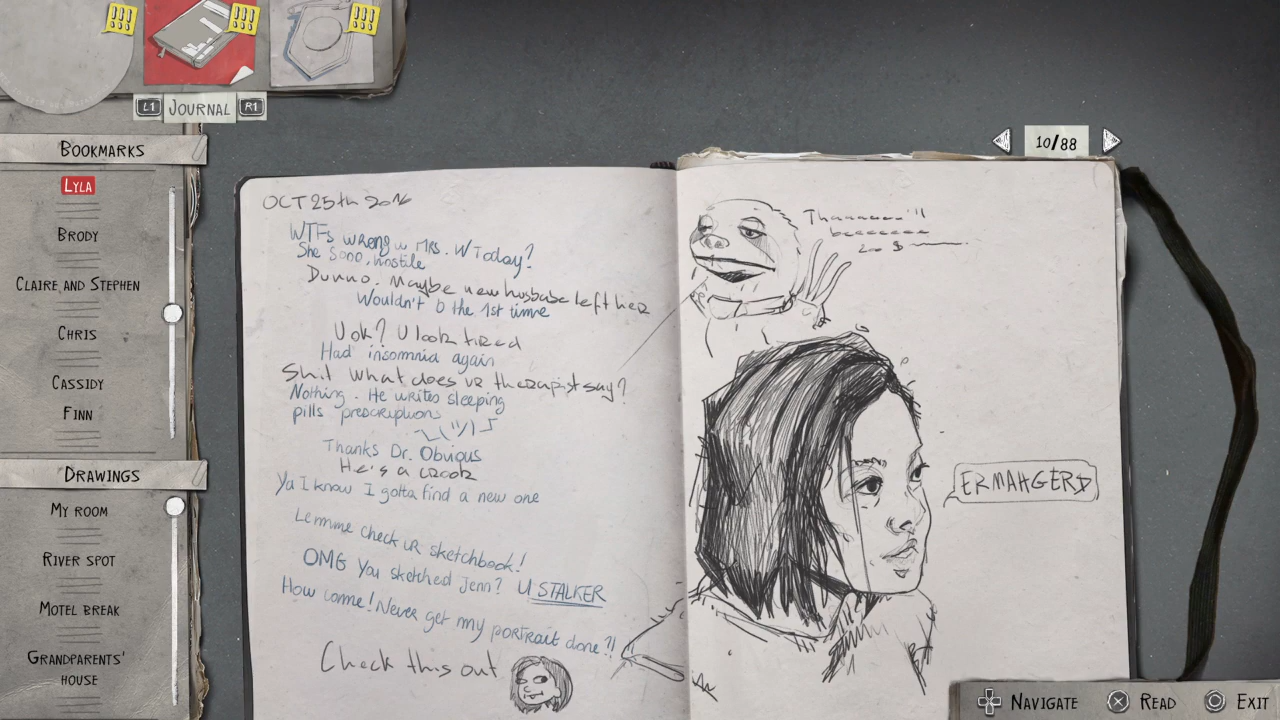 L1 JOURNAL R1
BOOKMARKS
LYLA
BRODY
CLAIRE AND STEPHEN
CHRIS
CASSIDY
FINN
DRAWINGS
MY ROOM
RIVER SPOT
MOTEL BREAK
GRANDPARENTS'
HOUSE
10/88
OCT 25th 2016
WTFs wrong w Mrs. W Today?
She sooo hostile
Dunno. Maybe new husbabe left her
Wouldn't b the 1st time
U ok? U look tired
Had insomnia again
Shit what does ur therapist say?
Nothing. He writes sleeping
pills prescriptions
Thanks Dr. Obvious
He's a crook
Ya I know I gotta find a new one
Lemme check ur sketchbook!
OMG You sketched Jenn? U STALKER
How come! Never get my portrait done?!
Check this out
Thaaaaaa'll
beeeeeee
20 $
ERMAHGERD
NAVIGATE READ EXIT